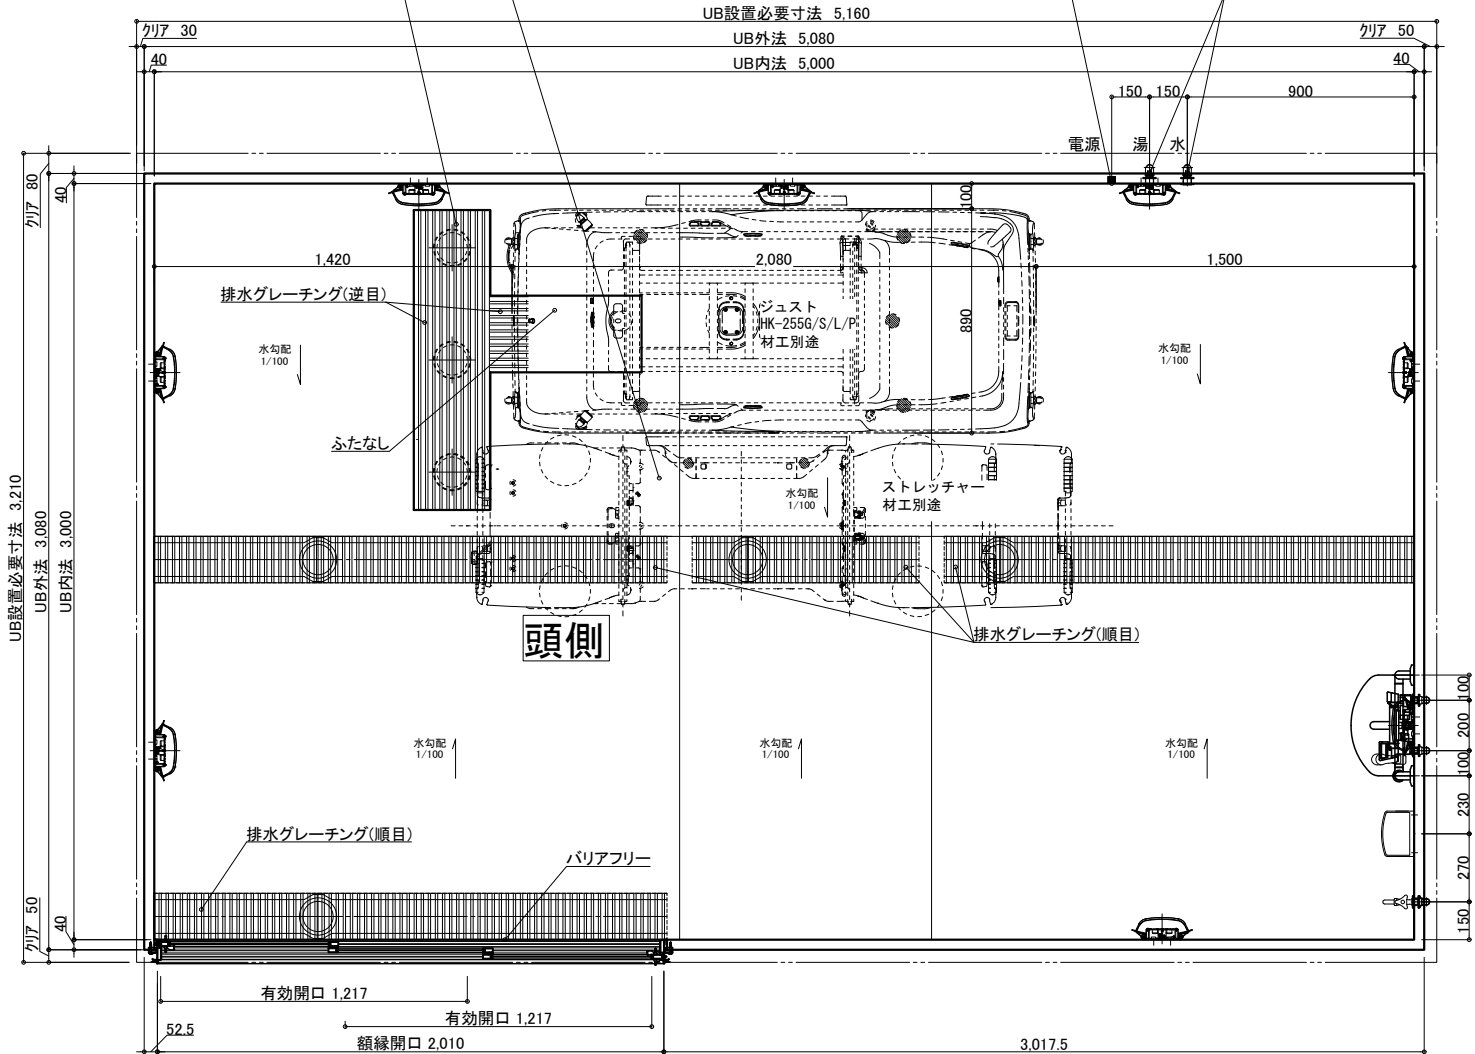 UB設置必要寸法 5,160
クリア 30
UB外法 5,080
クリア 50
40
UB内法 5,000
40
150
150
900
電源
湯
水
クリア 80
40
100
1,420
2,080
1,500
排水グレーチング(逆目)
ジュスト
HK-255G/S/L/P
材工別途
890
水勾配
1/100
水勾配
1/100
ふたなし
水勾配
1/100
ストレッチャー
材工別途
UB設置必要寸法 3,210
UB外法 3,080
UB内法 3,000
頭側
排水グレーチング(順目)
100
200
100
230
270
150
水勾配
1/100
水勾配
1/100
水勾配
1/100
排水グレーチング(順目)
バリアフリー
クリア 50
40
有効開口 1,217
有効開口 1,217
52.5
額縁開口 2,010
3,017.5